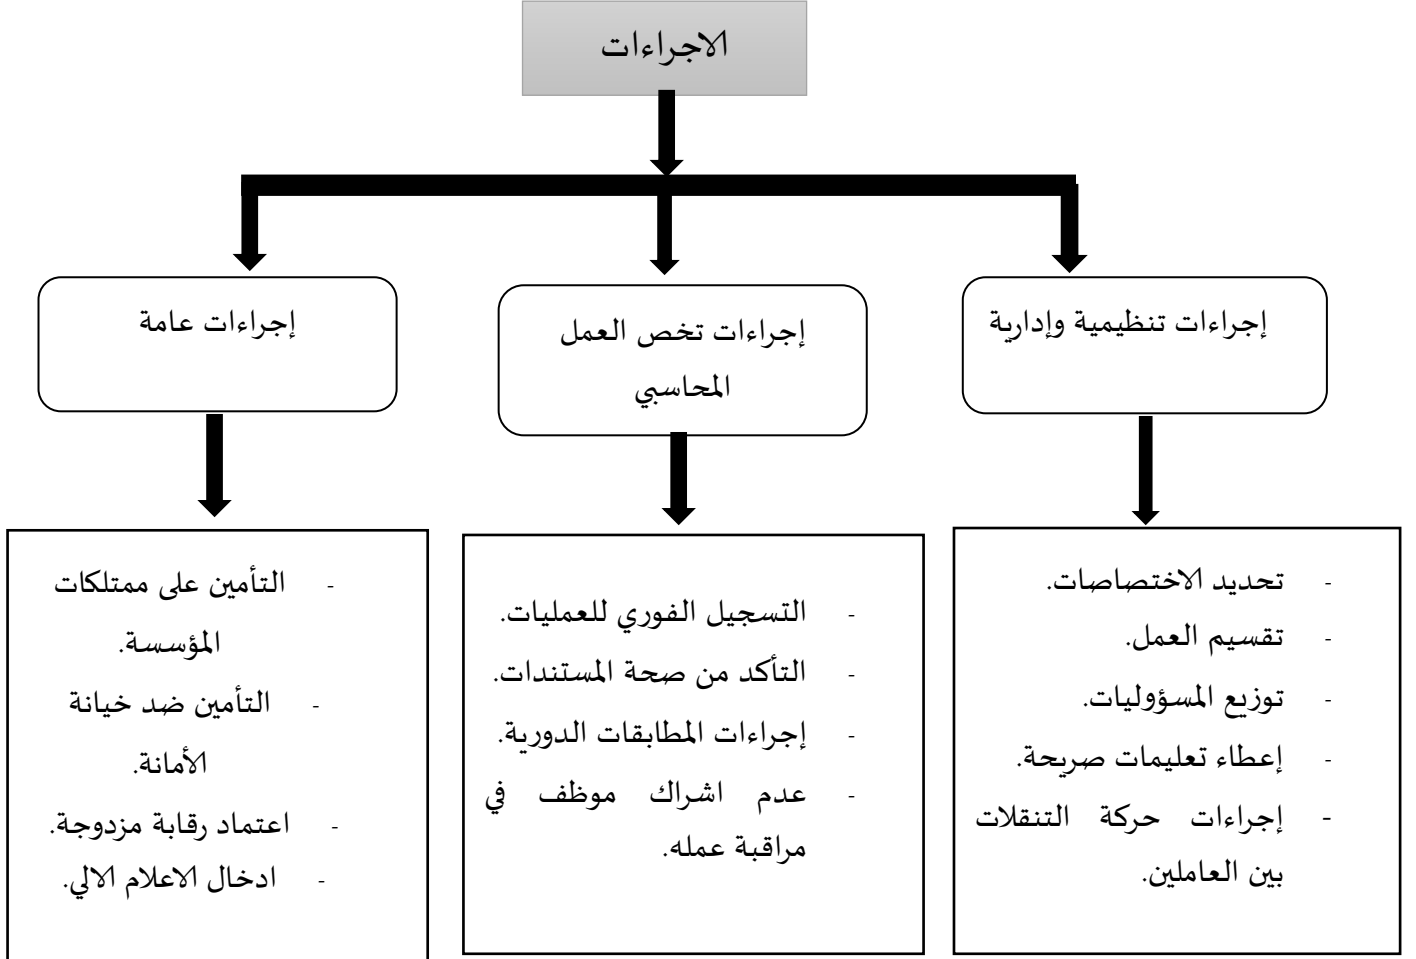 الاجراءات
إجراءات تنظيمية وإدارية
إجراءات تخص العمل
المحاسبي
إجراءات عامة
- تحديد الاختصاصات.
- تقسيم العمل.
- توزيع المسؤوليات.
- إعطاء تعليمات صريحة.
- إجراءات حركة التنقلات
بين العاملين.
- التسجيل الفوري للعمليات.
- التأكد من صحة المستندات.
- إجراءات المطابقات الدورية.
- عدم اشراك موظف في
مراقبة عمله.
- التأمين على ممتلكات
المؤسسة.
- التأمين ضد خيانة
الأمانة.
- اعتماد رقابة مزدوجة.
- ادخال الاعلام الالي.